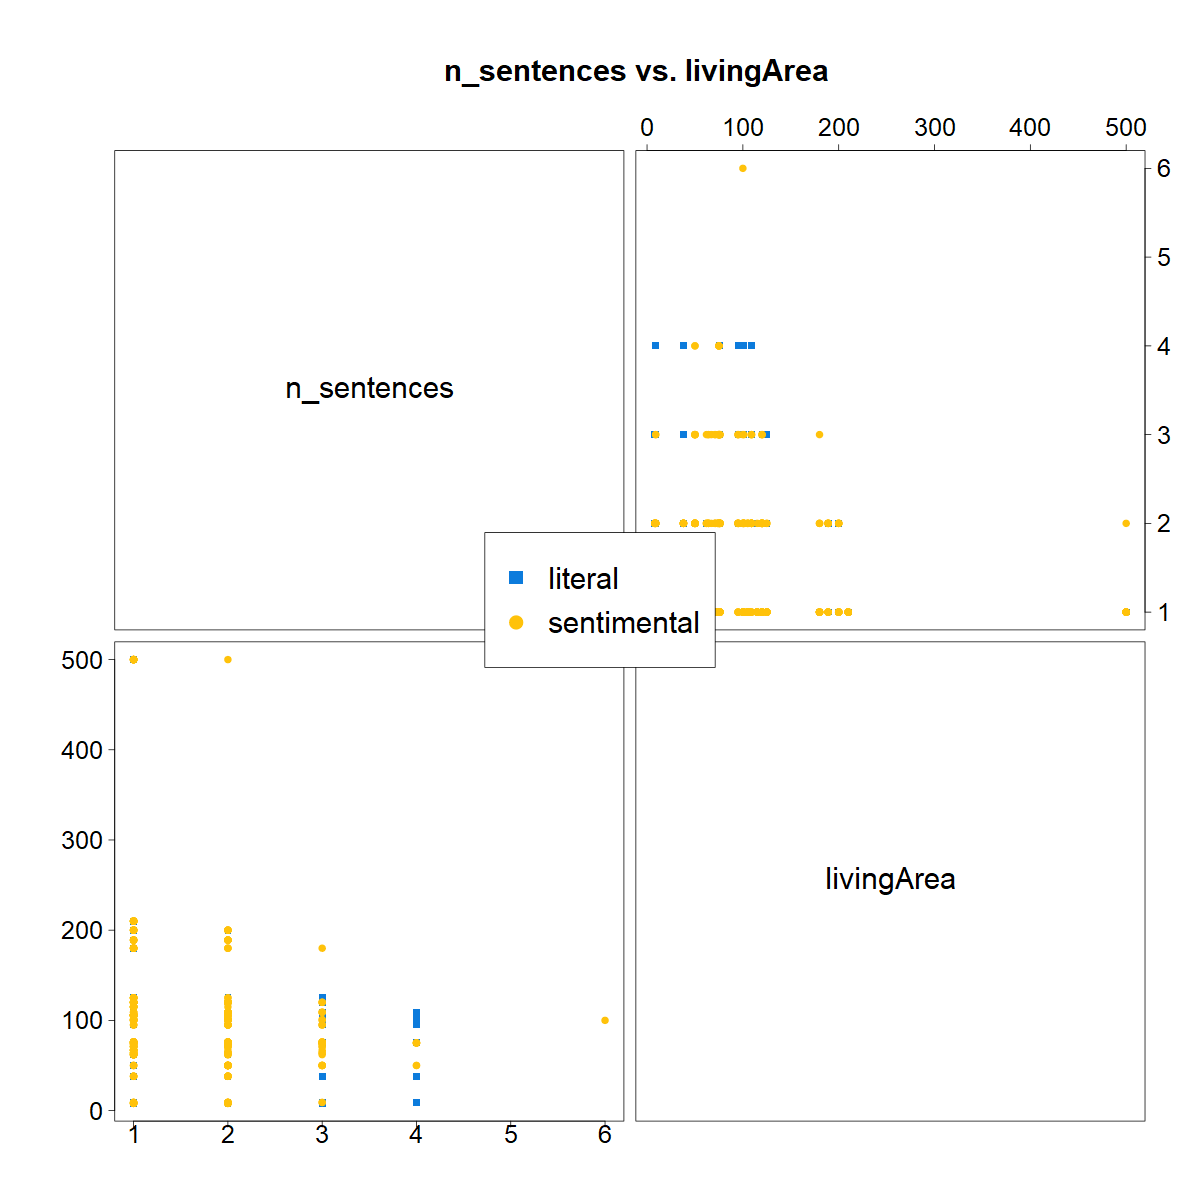 n_sentences vs. livingArea
0 100 200 300 400 500
6
5
4
n_sentences
3
2
literal
1
sentimental
500
400
300
livingArea
200
100
0
1 2 3 4 5 6